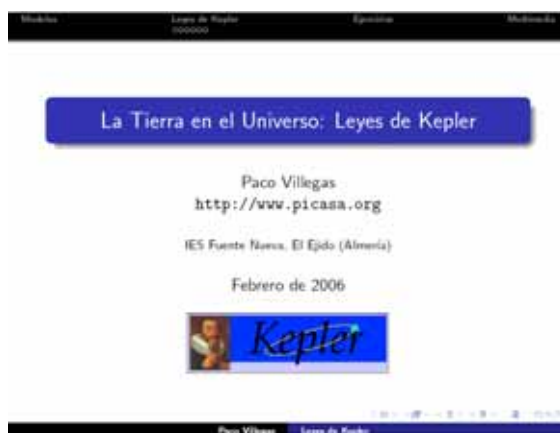 Modelos Leyes de Kepler Ejercicios Multimedia
La Tierra en el Universo: Leyes de Kepler
Paco Villegas
http://www.picasa.org
IES Fuente Nueva. El Ejido (Almería)
Febrero de 2006
Kepler
Paco Villegas Leyes de Kepler